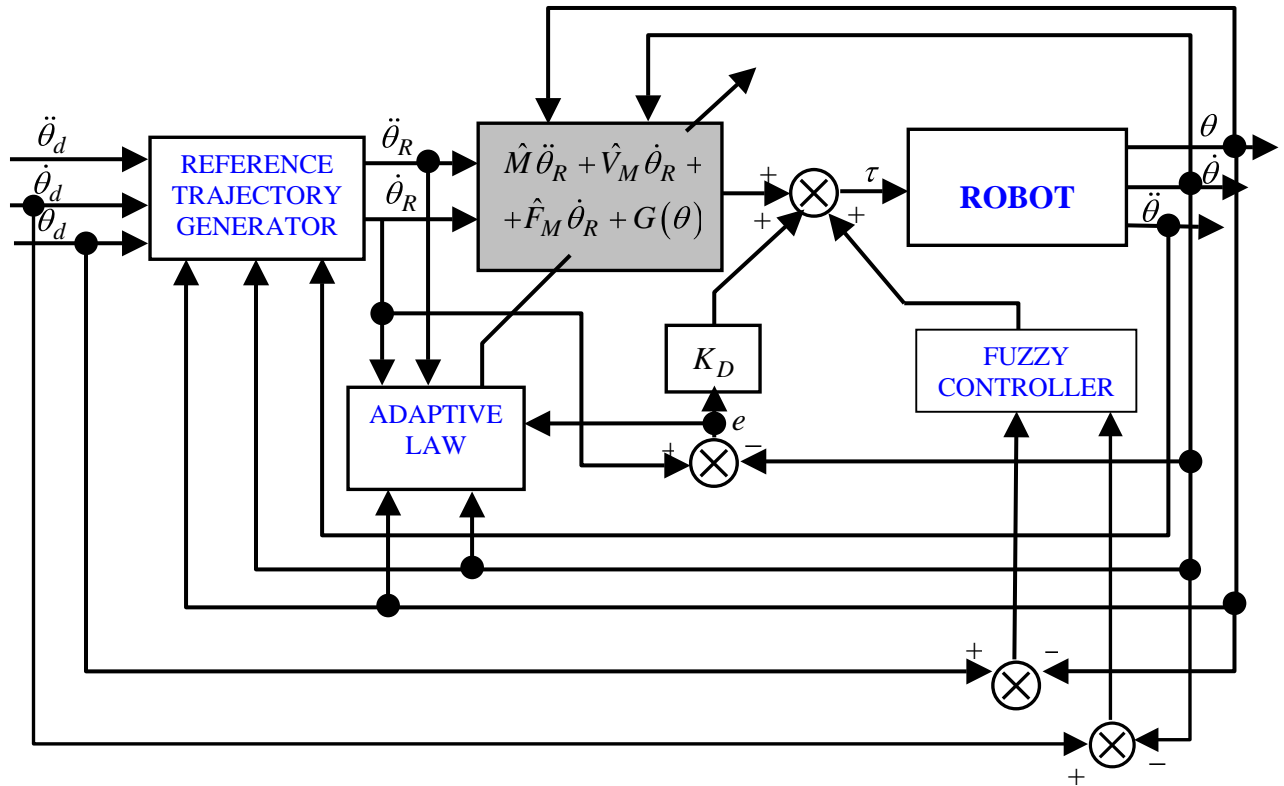 θ̈_d
θ̇_d
θ_d
REFERENCE
TRAJECTORY
GENERATOR
θ̈_R
θ̇_R
M̂ θ̈_R + V̂_M θ̇_R +
+ F̂_M θ̇_R + G(θ)
+
+
+
τ
ROBOT
θ
θ̇
θ̈
K_D
FUZZY
CONTROLLER
ADAPTIVE
LAW
e
+
−
+
−
+
−